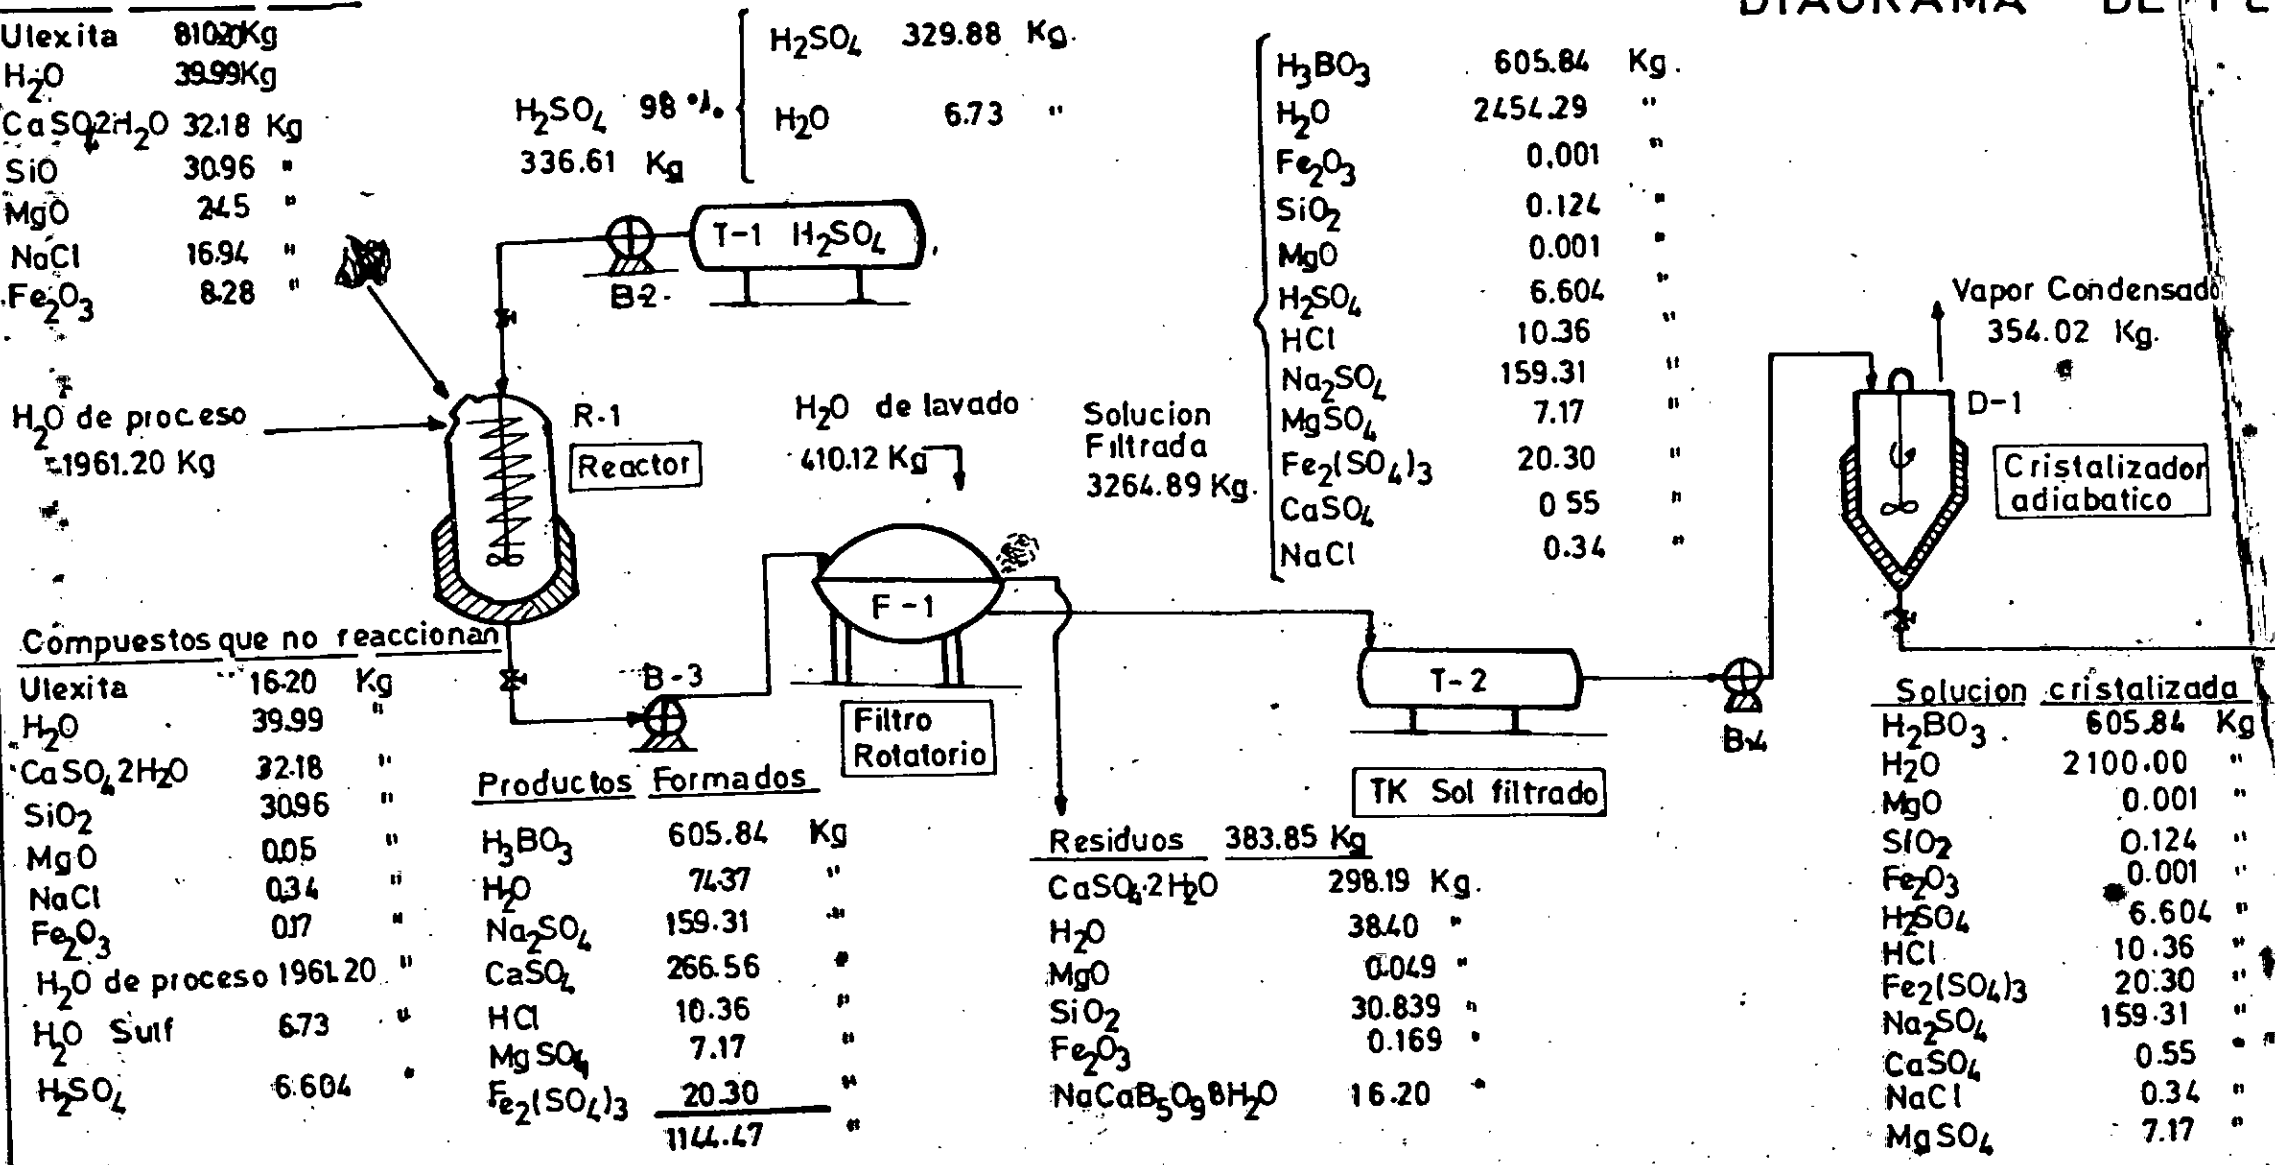 DIAGRAMA DE
Ulexita 810.20 Kg
H2O 39.99 Kg
CaSO42H2O 32.18 Kg
SiO 30.96 "
MgO 2.45 "
NaCl 16.94 "
Fe2O3 8.28 "
H2SO4 98 %
336.61 Kg
H2SO4 329.88 Kg.
H2O 6.73 "
T-1 H2SO4
B-2
H2O de proceso
1961.20 Kg
R-1
Reactor
H2O de lavado
410.12 Kg
F-1
Filtro
Rotatorio
B-3
Solucion
Filtrada
3264.89 Kg.
H3BO3 605.84 Kg.
H2O 2454.29 "
Fe2O3 0.001 "
SiO2 0.124 "
MgO 0.001 "
H2SO4 6.604 "
HCl 10.36 "
Na2SO4 159.31 "
MgSO4 7.17 "
Fe2(SO4)3 20.30 "
CaSO4 0 55 "
NaCl 0.34 "
Vapor Condensado
354.02 Kg.
D-1
Cristalizador
adiabatico
T-2
TK Sol filtrado
B-4
Compuestos que no reaccionan
Ulexita 16.20 Kg
H2O 39.99 "
CaSO42H2O 32.18 "
SiO2 30.96 "
MgO 0.05 "
NaCl 0.34 "
Fe2O3 0.17 "
H2O de proceso 1961.20 "
H2O Sulf 6.73 "
H2SO4 6.604 "
Productos Formados
H3BO3 605.84 Kg
H2O 74.37 "
Na2SO4 159.31 "
CaSO4 266.56 "
HCl 10.36 "
MgSO4 7.17 "
Fe2(SO4)3 20.30 "
1144.47 "
Residuos 383.85 Kg
CaSO4.2H2O 298.19 Kg.
H2O 38.40 "
MgO 0.049 "
SiO2 30.839 "
Fe2O3 0.169 "
NaCaB5O98H2O 16.20 "
Solucion cristalizada
H2BO3. 605.84 Kg
H2O 2100.00 "
MgO 0.001 "
SiO2 0.124 "
Fe2O3 0.001 "
H2SO4 6.604 "
HCl 10.36 "
Fe2(SO4)3 20.30 "
Na2SO4 159.31 "
CaSO4 0.55 "
NaCl 0.34 "
MgSO4 7.17 "